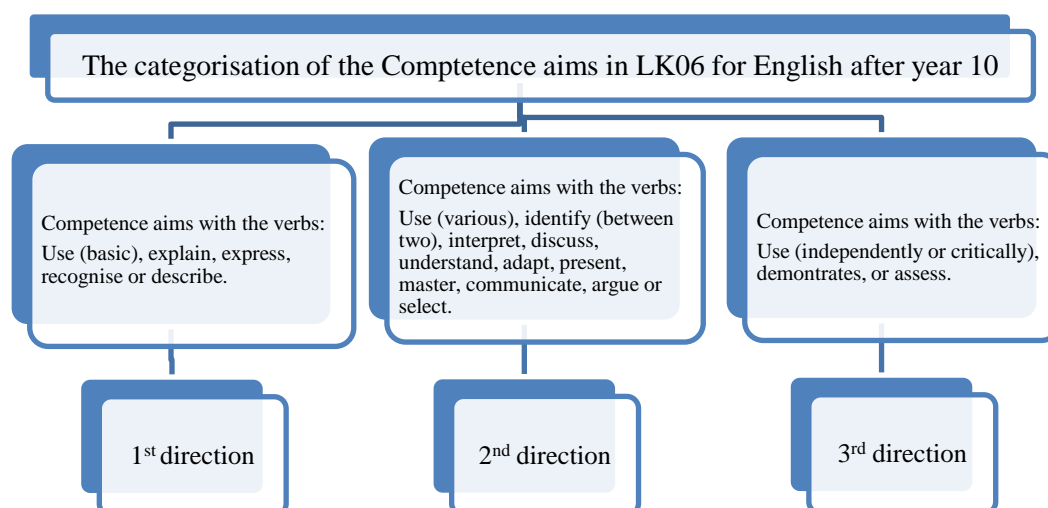 The categorisation of the Comptetence aims in LK06 for English after year 10
Competence aims with the verbs:
Use (basic), explain, express,
recognise or describe.
Competence aims with the verbs:
Use (various), identify (between
two), interpret, discuss,
understand, adapt, present,
master, communicate, argue or
select.
Competence aims with the verbs:
Use (independently or critically),
demontrates, or assess.
1st direction
2nd direction
3rd direction